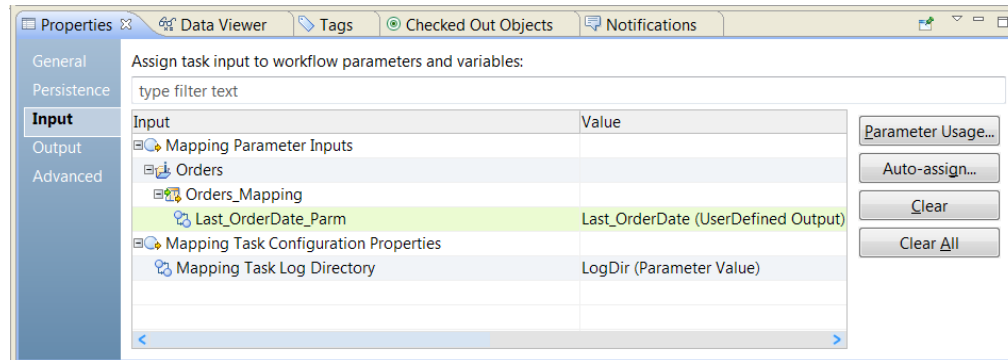 Properties Data Viewer Tags Checked Out Objects Notifications
General
Persistence
Input
Output
Advanced
Assign task input to workflow parameters and variables:
type filter text
Input Value
Mapping Parameter Inputs
Orders
Orders_Mapping
Last_OrderDate_Parm Last_OrderDate (UserDefined Output)
Mapping Task Configuration Properties
Mapping Task Log Directory LogDir (Parameter Value)
Parameter Usage...
Auto-assign...
Clear
Clear All